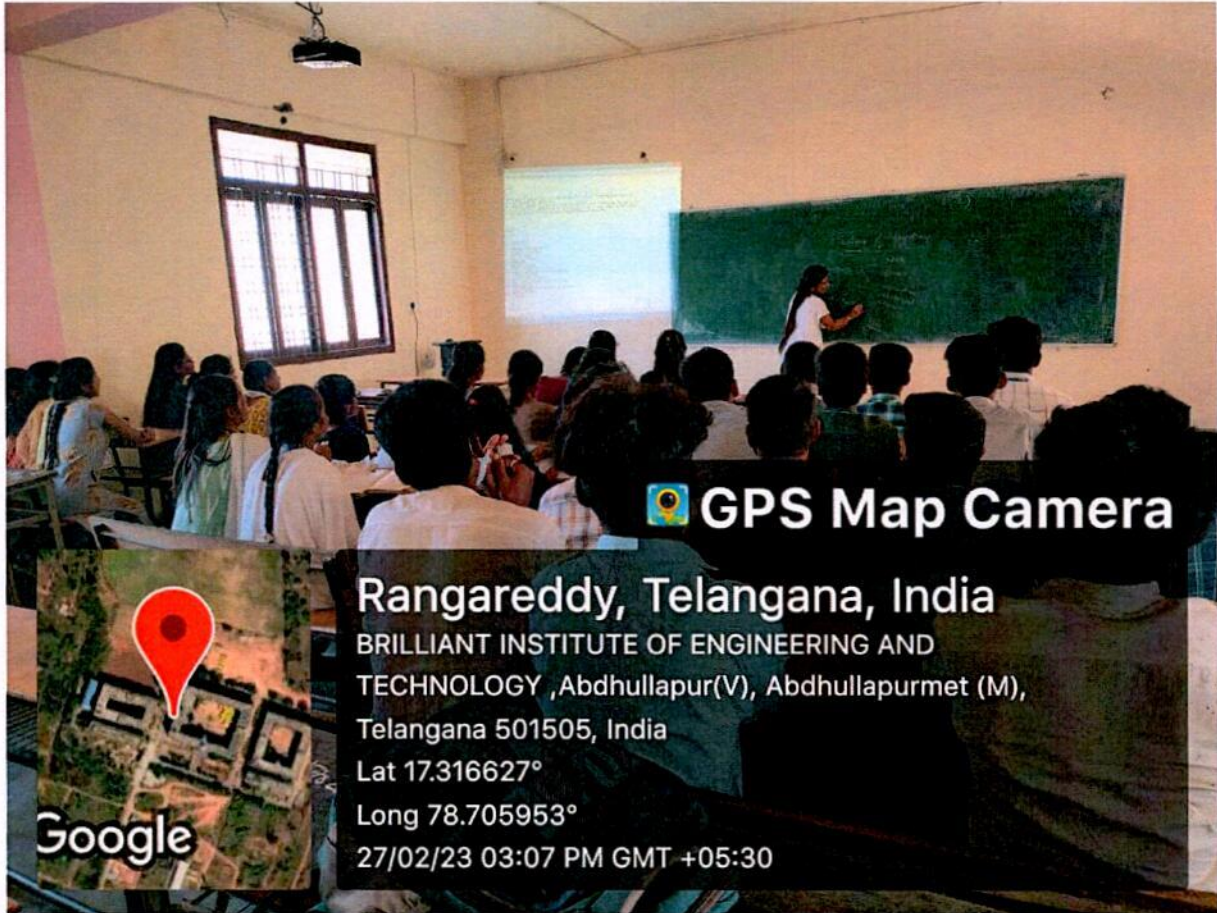 GPS Map Camera
Rangareddy, Telangana, India
BRILLIANT INSTITUTE OF ENGINEERING AND
TECHNOLOGY ,Abdhullapur(V), Abdhullapurmet (M),
Telangana 501505, India
Lat 17.316627°
Long 78.705953°
27/02/23 03:07 PM GMT +05:30
Google